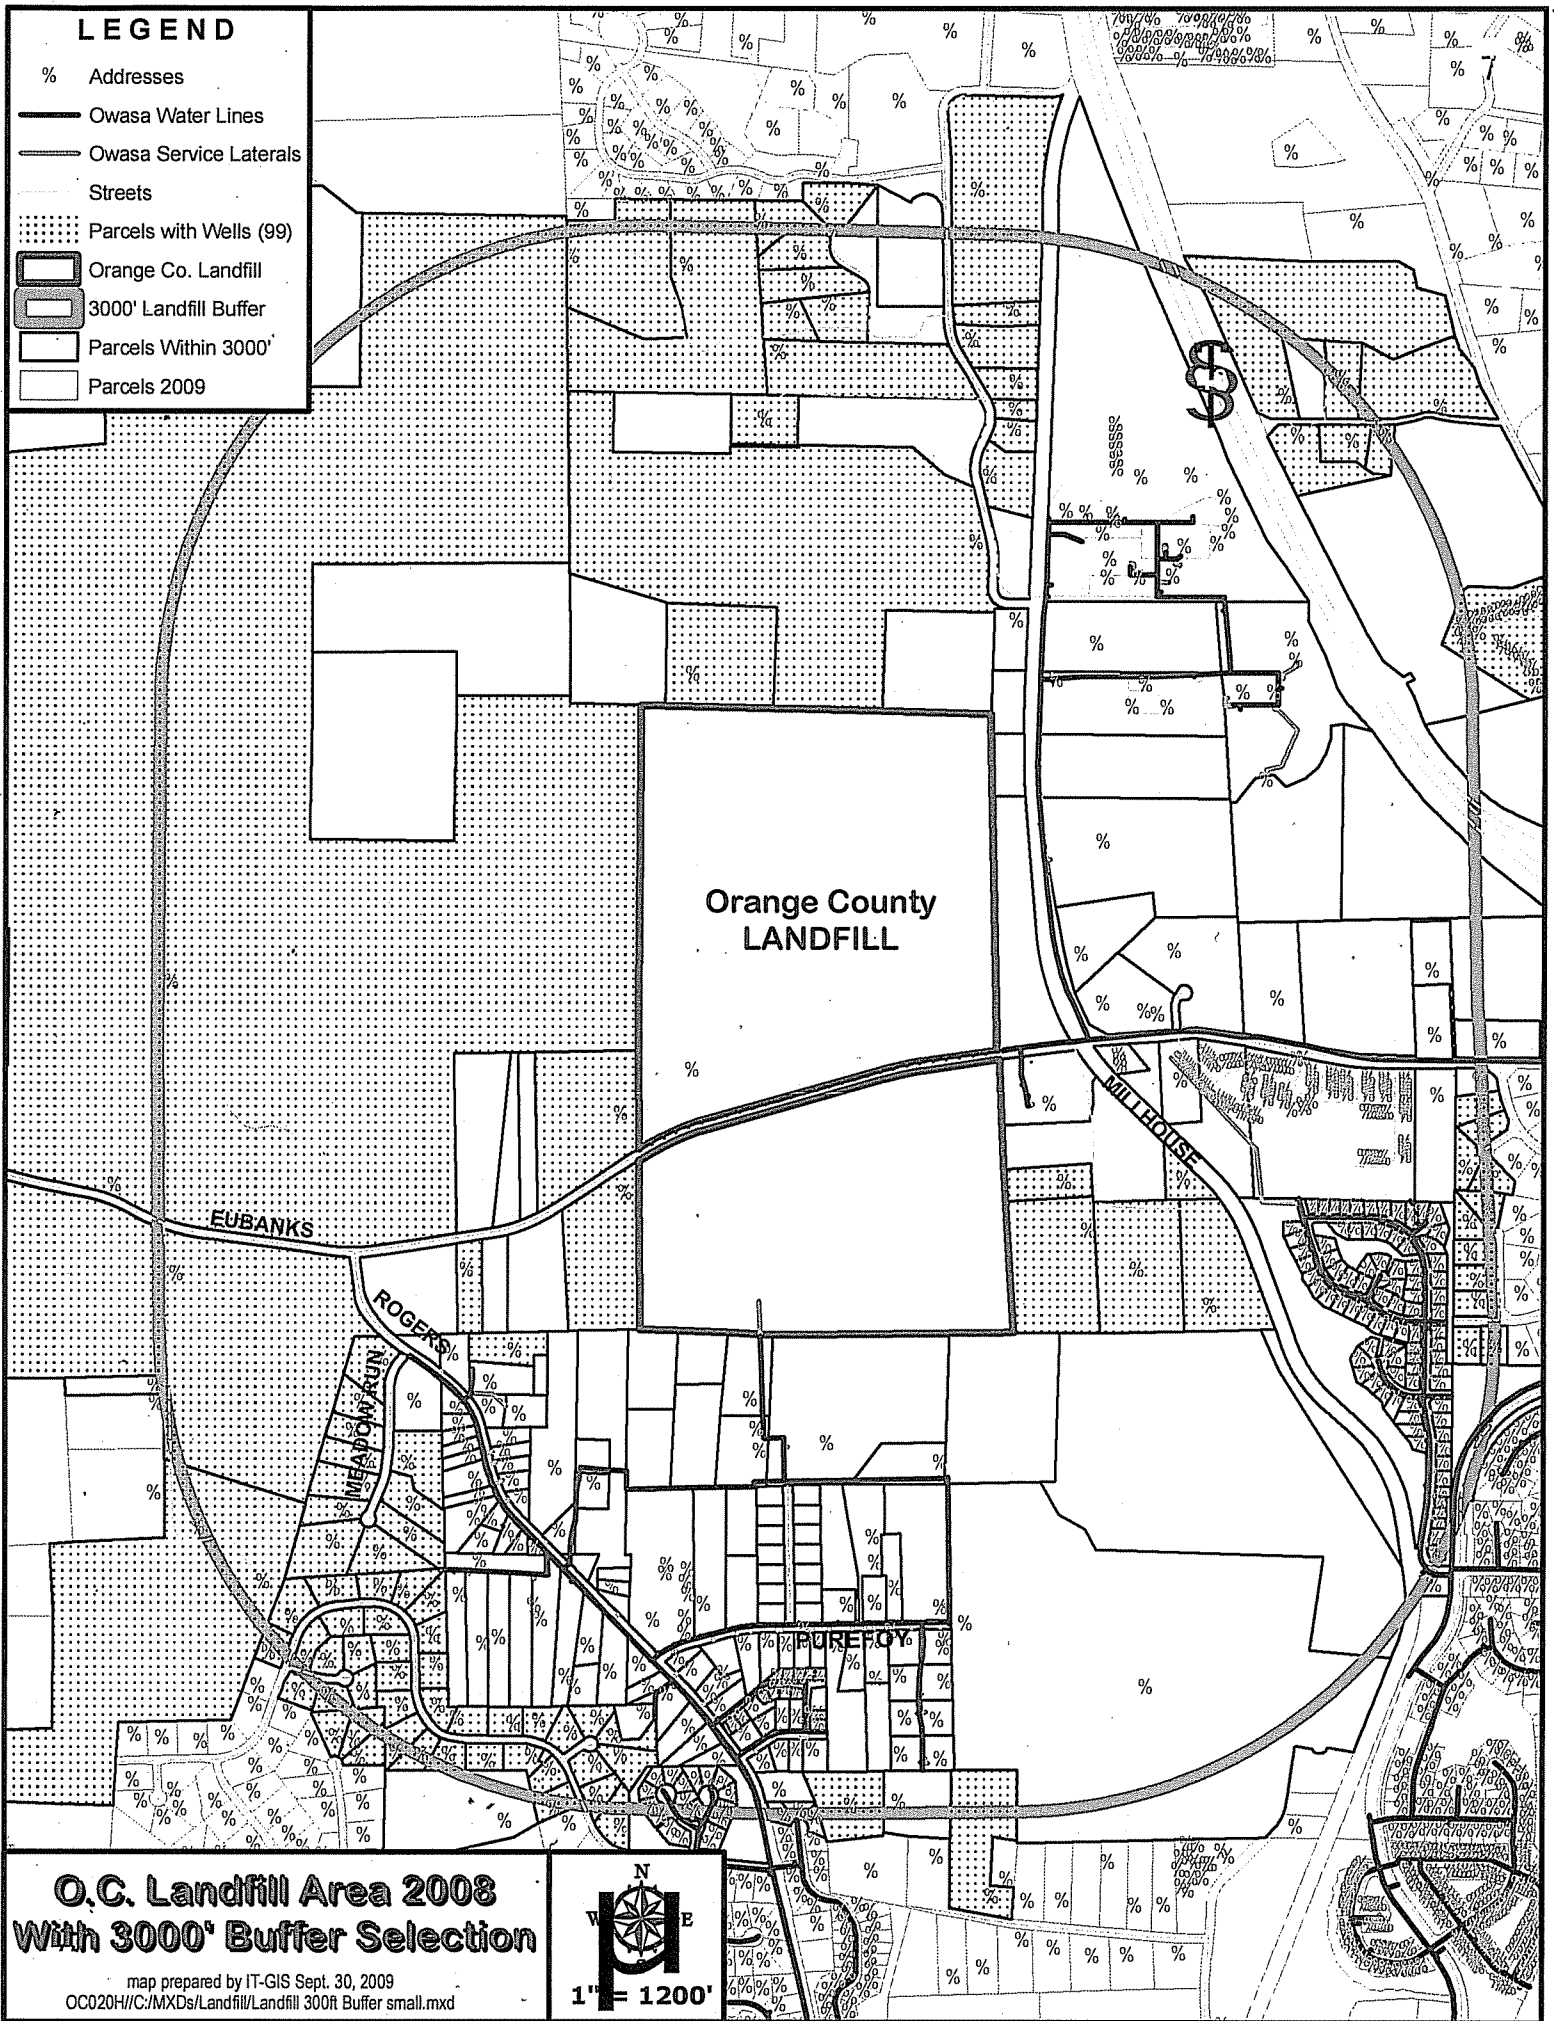 LEGEND
% Addresses
Owasa Water Lines
Owasa Service Laterals
Streets
Parcels with Wells (99)
Orange Co. Landfill
3000' Landfill Buffer
Parcels Within 3000'
Parcels 2009
Orange County
LANDFILL
MILLHOUSE
EUBANKS
ROGERS
MEADOW RUN
PUREFOY
O.C. Landfill Area 2008
With 3000' Buffer Selection
map prepared by IT-GIS Sept. 30, 2009
OC020H//C:/MXDs/Landfill/Landfill 300ft Buffer small.mxd
N
W E
1" = 1200'